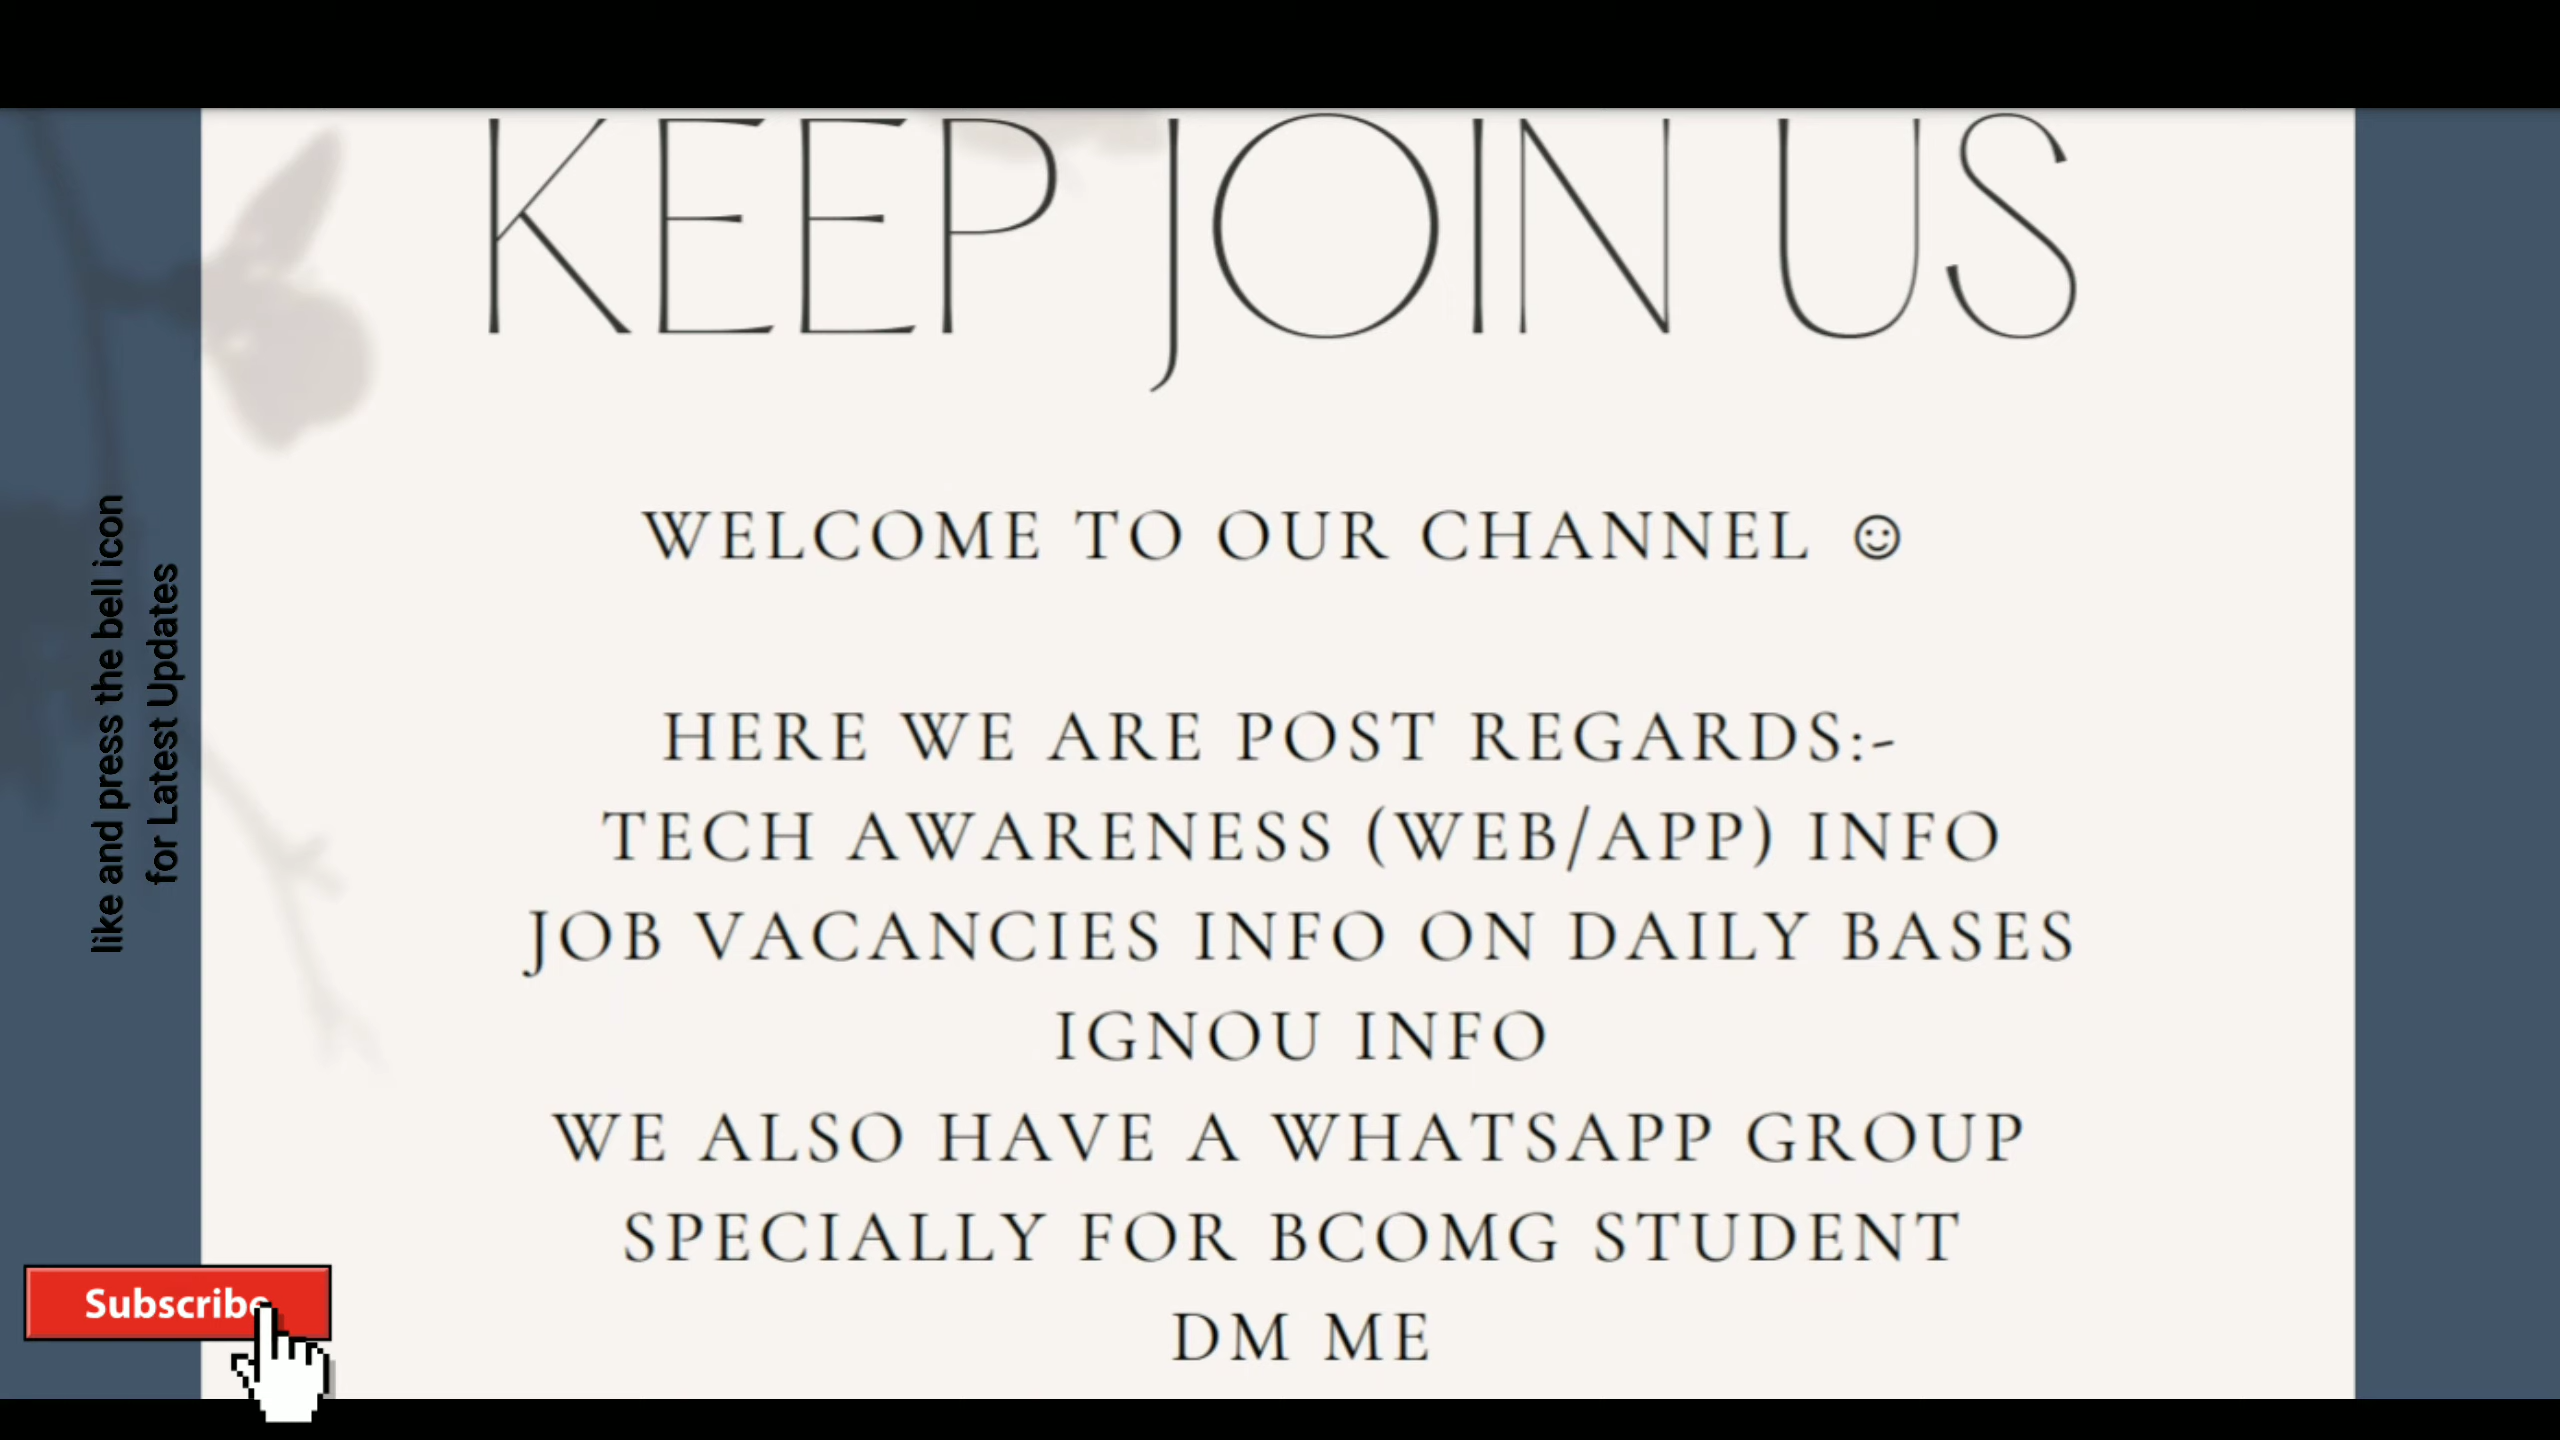 KEEP JOIN US
WELCOME TO OUR CHANNEL ☺
HERE WE ARE POST REGARDS:-
TECH AWARENESS (WEB/APP) INFO
JOB VACANCIES INFO ON DAILY BASES
IGNOU INFO
WE ALSO HAVE A WHATSAPP GROUP
SPECIALLY FOR BCOMG STUDENT
DM ME
like and press the bell icon
for Latest Updates
Subscribe